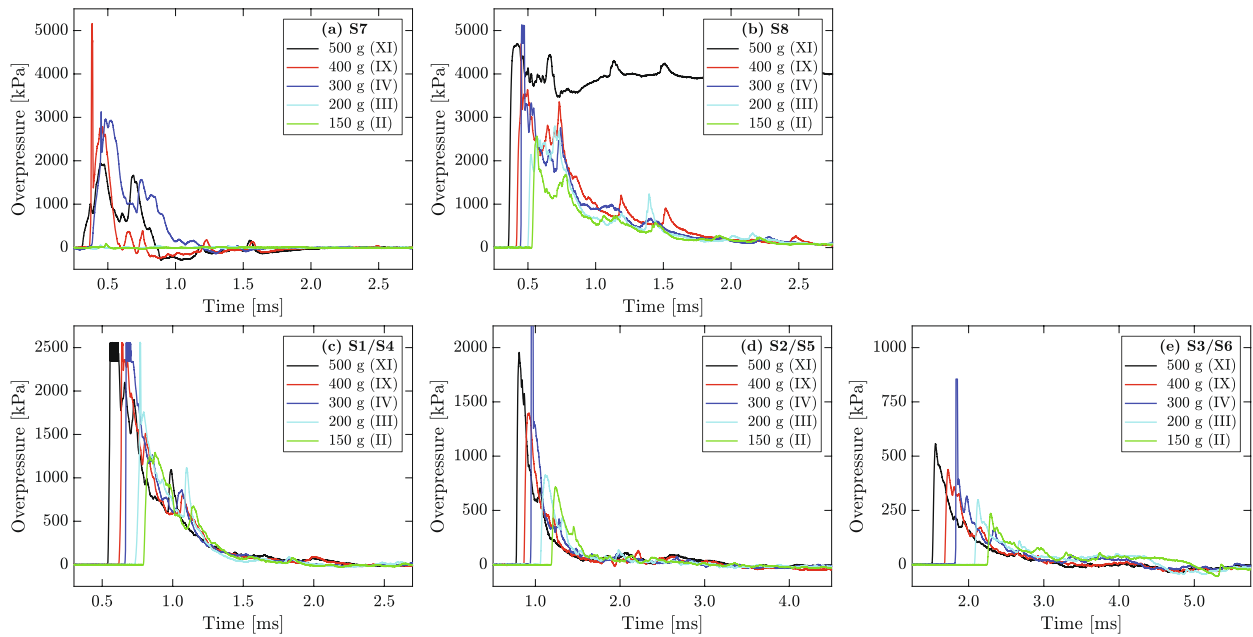 (a) S7
500 g (XI)
400 g (IX)
300 g (IV)
200 g (III)
150 g (II)
5000
4000
3000
2000
1000
0
Overpressure [kPa]
0.5 1.0 1.5 2.0 2.5
Time [ms]
(b) S8
500 g (XI)
400 g (IX)
300 g (IV)
200 g (III)
150 g (II)
5000
4000
3000
2000
1000
0
Overpressure [kPa]
0.5 1.0 1.5 2.0 2.5
Time [ms]
(c) S1/S4
500 g (XI)
400 g (IX)
300 g (IV)
200 g (III)
150 g (II)
2500
2000
1500
1000
500
0
Overpressure [kPa]
0.5 1.0 1.5 2.0 2.5
Time [ms]
(d) S2/S5
500 g (XI)
400 g (IX)
300 g (IV)
200 g (III)
150 g (II)
2000
1500
1000
500
0
Overpressure [kPa]
1.0 2.0 3.0 4.0
Time [ms]
(e) S3/S6
500 g (XI)
400 g (IX)
300 g (IV)
200 g (III)
150 g (II)
1000
750
500
250
0
Overpressure [kPa]
2.0 3.0 4.0 5.0
Time [ms]